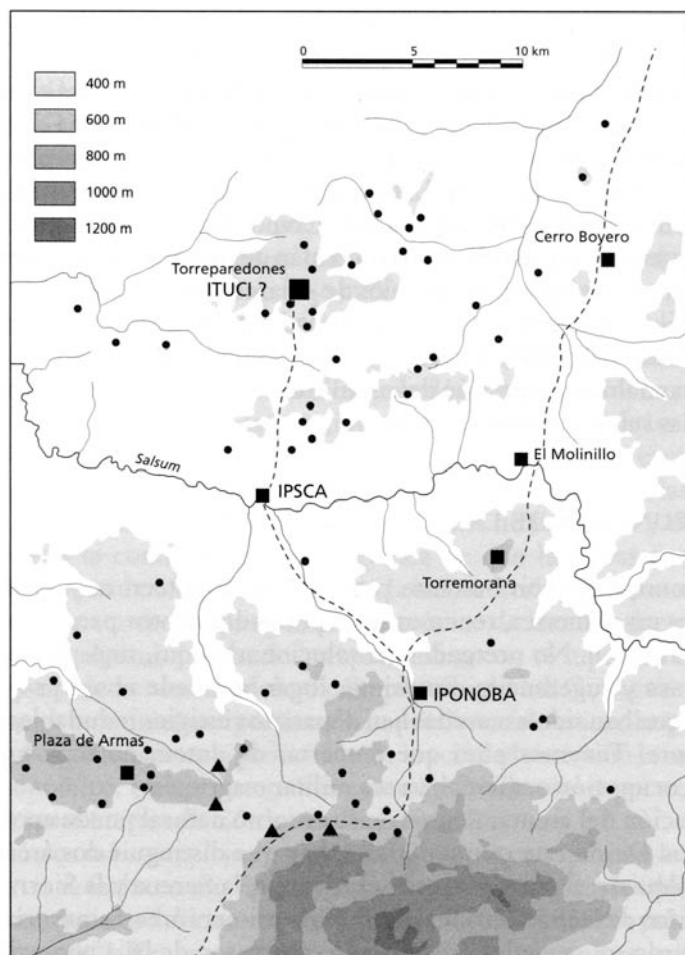 0 5 10 km
400 m
600 m
800 m
1000 m
1200 m
Cerro Boyero
Torreparedones
ITUCI ?
El Molinillo
Salsum
IPSCA
Torremorana
IPONOBA
Plaza de Armas